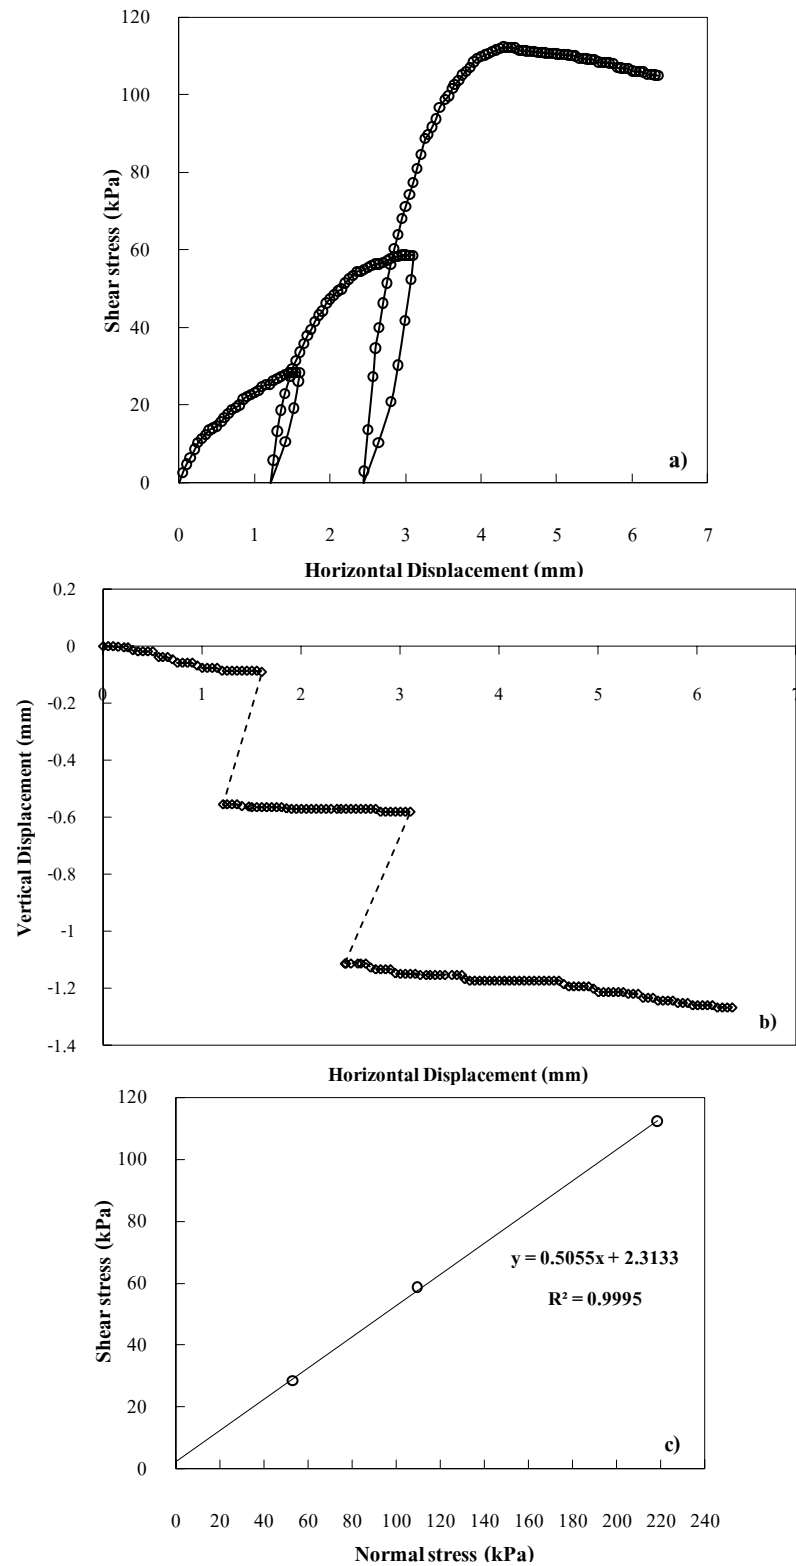 120
100
80
60
40
20
0
Shear stress (kPa)
a)
0 1 2 3 4 5 6 7
Horizontal Displacement (mm)
0.2
0
-0.2
-0.4
-0.6
-0.8
-1
-1.2
-1.4
0 1 2 3 4 5 6 7
Vertical Displacement (mm)
b)
Horizontal Displacement (mm)
120
100
80
60
40
20
0
Shear stress (kPa)
y = 0.5055x + 2.3133
R² = 0.9995
c)
0 20 40 60 80 100 120 140 160 180 200 220 240
Normal stress (kPa)